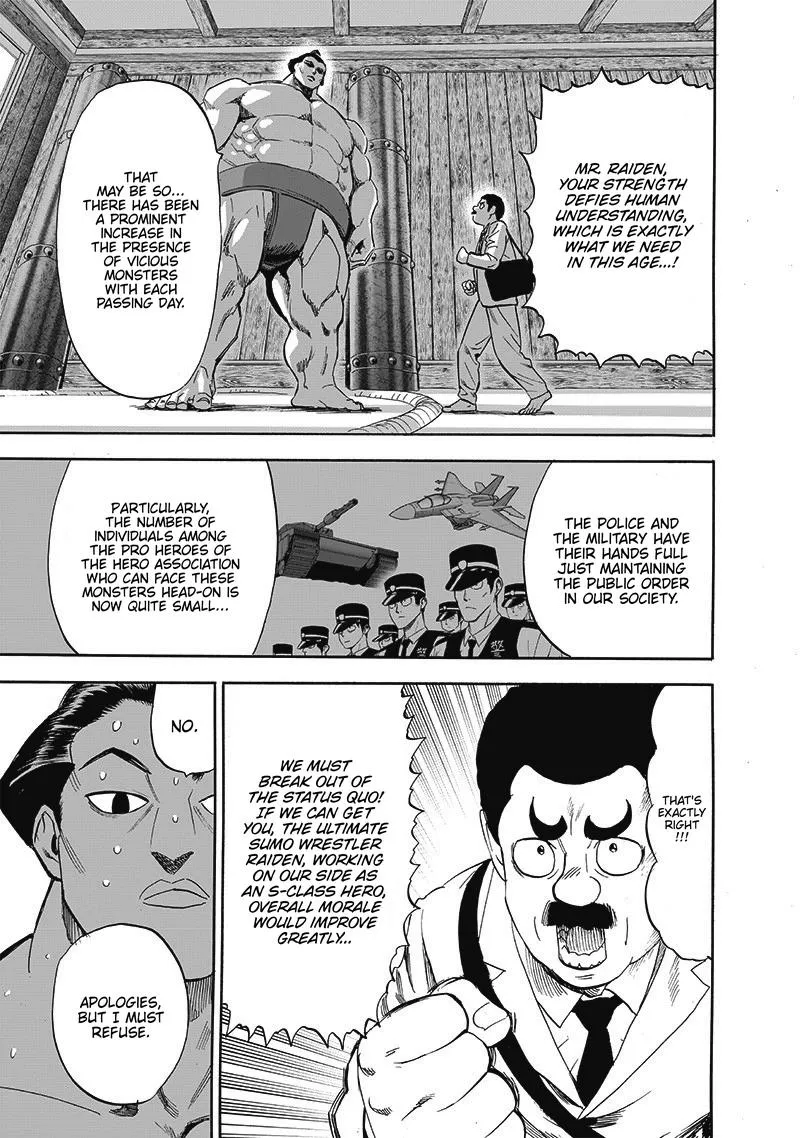 MR. RAIDEN,
YOUR STRENGTH
DEFIES HUMAN
UNDERSTANDING,
WHICH IS EXACTLY
WHAT WE NEED
IN THIS AGE...!
THAT
MAY BE SO...
THERE HAS BEEN
A PROMINENT
INCREASE IN
THE PRESENCE
OF VICIOUS
MONSTERS
WITH EACH
PASSING DAY.
THE POLICE AND
THE MILITARY HAVE
THEIR HANDS FULL
JUST MAINTAINING
THE PUBLIC ORDER
IN OUR SOCIETY.
PARTICULARLY,
THE NUMBER OF
INDIVIDUALS AMONG
THE PRO HEROES OF
THE HERO ASSOCIATION
WHO CAN FACE THESE
MONSTERS HEAD-ON IS
NOW QUITE SMALL...
THAT'S
EXACTLY
RIGHT
!!!
WE MUST
BREAK OUT OF
THE STATUS QUO!
IF WE CAN GET
YOU, THE ULTIMATE
SUMO WRESTLER
RAIDEN, WORKING
ON OUR SIDE AS
AN S-CLASS HERO,
OVERALL MORALE
WOULD IMPROVE
GREATLY...
NO.
APOLOGIES,
BUT I MUST
REFUSE.